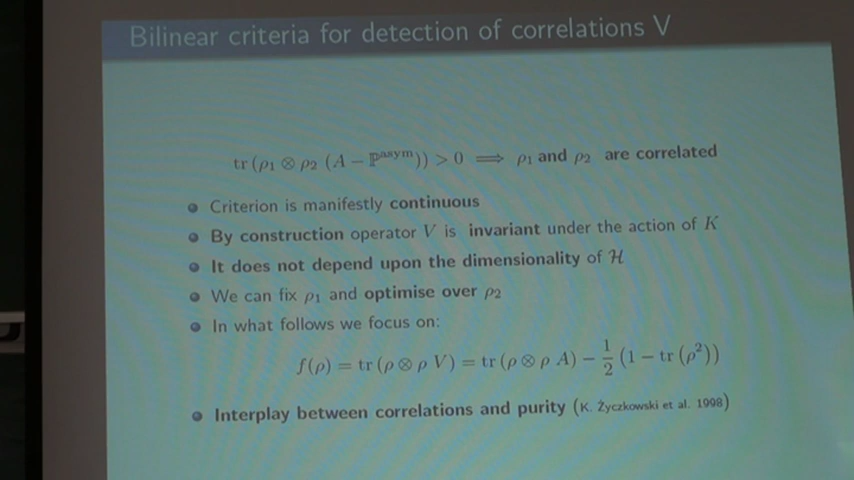 Bilinear criteria for detection of correlations V
tr (ρ₁ ⊗ ρ₂ (A − ℙ^asym)) > 0 ⟹ ρ₁ and ρ₂ are correlated
Criterion is manifestly continuous
By construction operator V is invariant under the action of K
It does not depend upon the dimensionality of ℋ
We can fix ρ₁ and optimise over ρ₂
In what follows we focus on:
f(ρ) = tr (ρ ⊗ ρ V) = tr (ρ ⊗ ρ A) − 1/2 (1 − tr (ρ²))
Interplay between correlations and purity (K. Życzkowski et al. 1998)